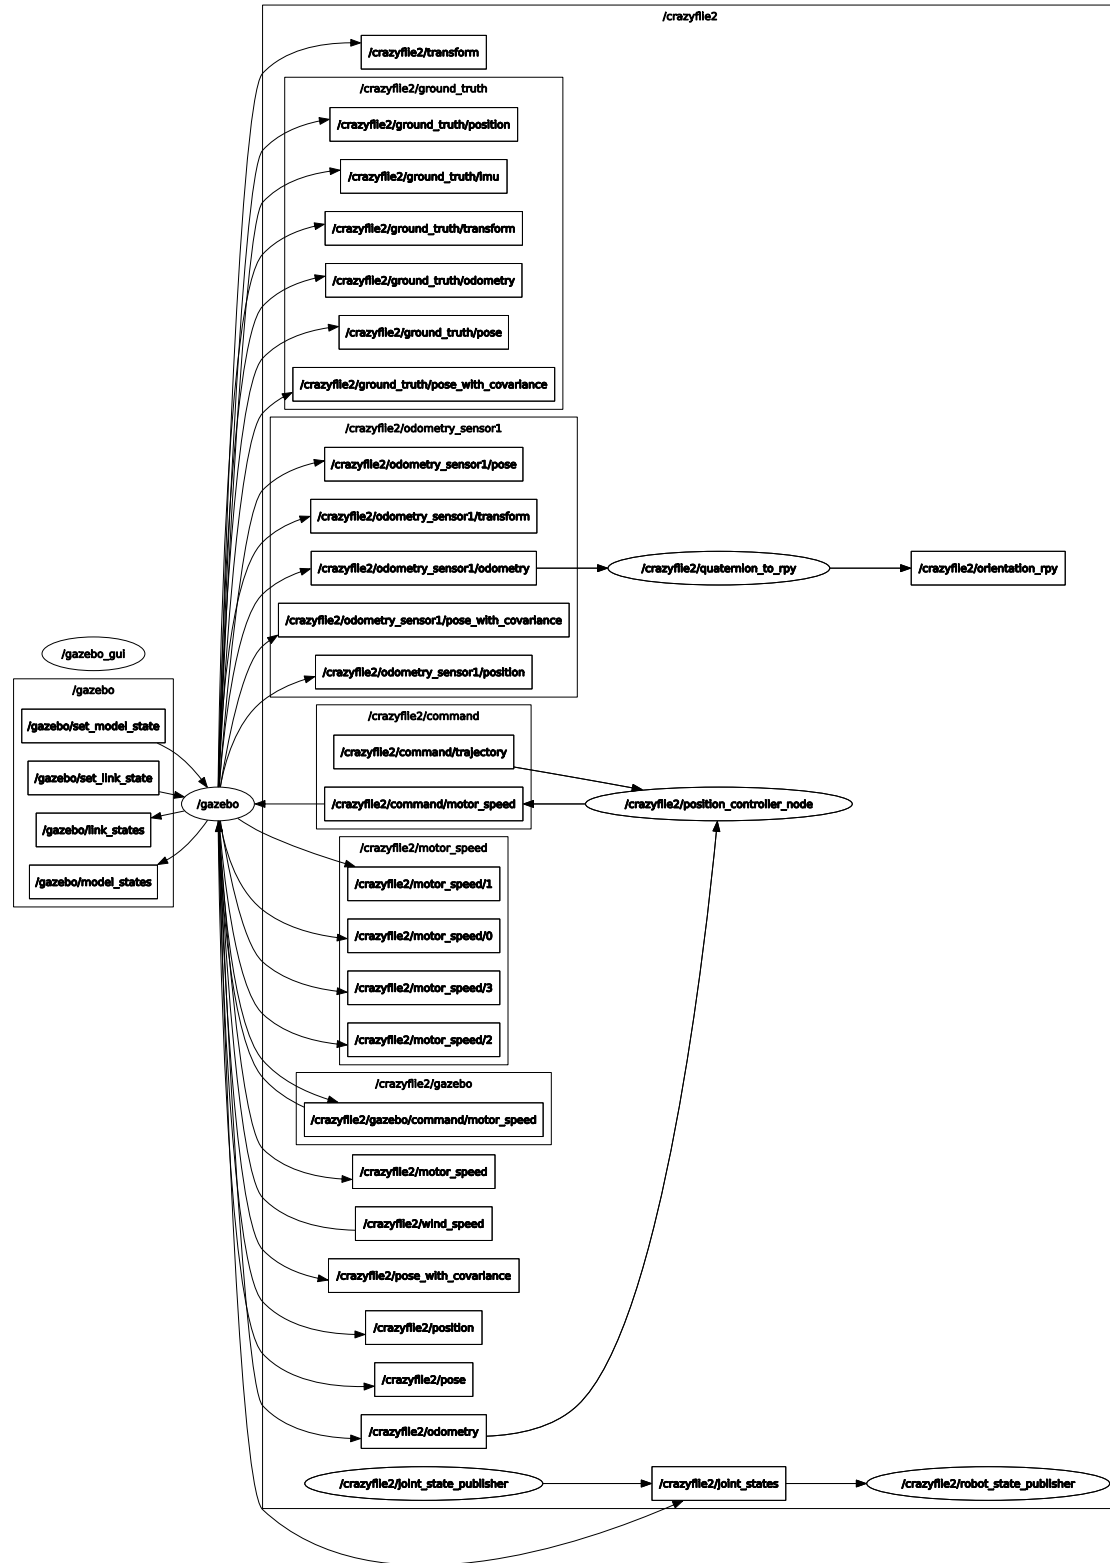 /crazyflie2
/crazyflie2/transform
/crazyflie2/ground_truth
/crazyflie2/ground_truth/position
/crazyflie2/ground_truth/imu
/crazyflie2/ground_truth/transform
/crazyflie2/ground_truth/odometry
/crazyflie2/ground_truth/pose
/crazyflie2/ground_truth/pose_with_covariance
/crazyflie2/odometry_sensor1
/crazyflie2/odometry_sensor1/pose
/crazyflie2/odometry_sensor1/transform
/crazyflie2/odometry_sensor1/odometry
/crazyflie2/quaternion_to_rpy
/crazyflie2/orientation_rpy
/crazyflie2/odometry_sensor1/pose_with_covariance
/crazyflie2/odometry_sensor1/position
/gazebo_gui
/gazebo
/gazebo/set_model_state
/gazebo/set_link_state
/gazebo/link_states
/gazebo/model_states
/gazebo
/crazyflie2/command
/crazyflie2/command/trajectory
/crazyflie2/command/motor_speed
/crazyflie2/position_controller_node
/crazyflie2/motor_speed
/crazyflie2/motor_speed/1
/crazyflie2/motor_speed/0
/crazyflie2/motor_speed/3
/crazyflie2/motor_speed/2
/crazyflie2/gazebo
/crazyflie2/gazebo/command/motor_speed
/crazyflie2/motor_speed
/crazyflie2/wind_speed
/crazyflie2/pose_with_covariance
/crazyflie2/position
/crazyflie2/pose
/crazyflie2/odometry
/crazyflie2/joint_state_publisher
/crazyflie2/joint_states
/crazyflie2/robot_state_publisher